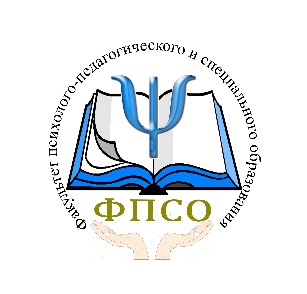 Факультет психолого-педагогического и специального образования
Ψ
ФПСО